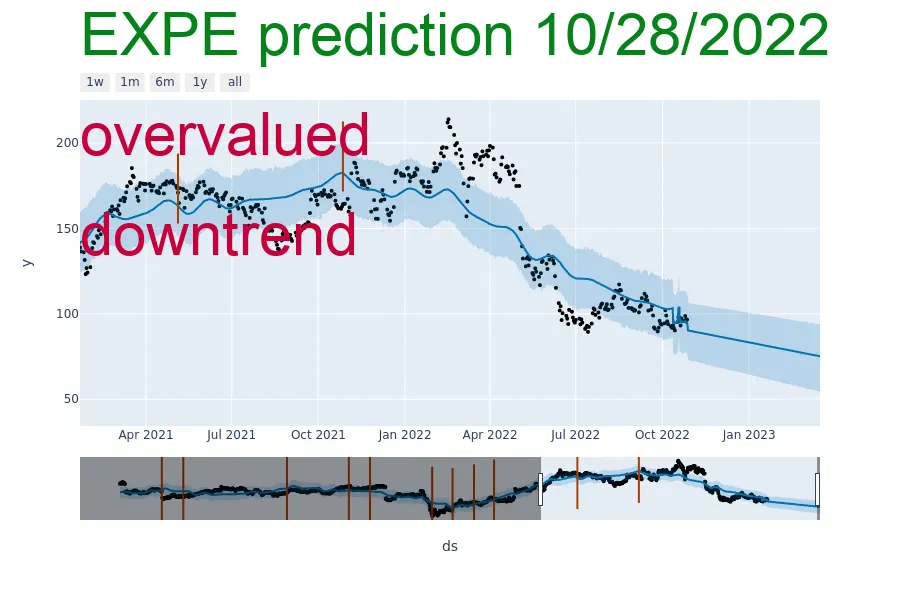 EXPE prediction 10/28/2022
1w 1m 6m 1y all
overvalued
downtrend
200
150
100
50
y
Apr 2021 Jul 2021 Oct 2021 Jan 2022 Apr 2022 Jul 2022 Oct 2022 Jan 2023
ds